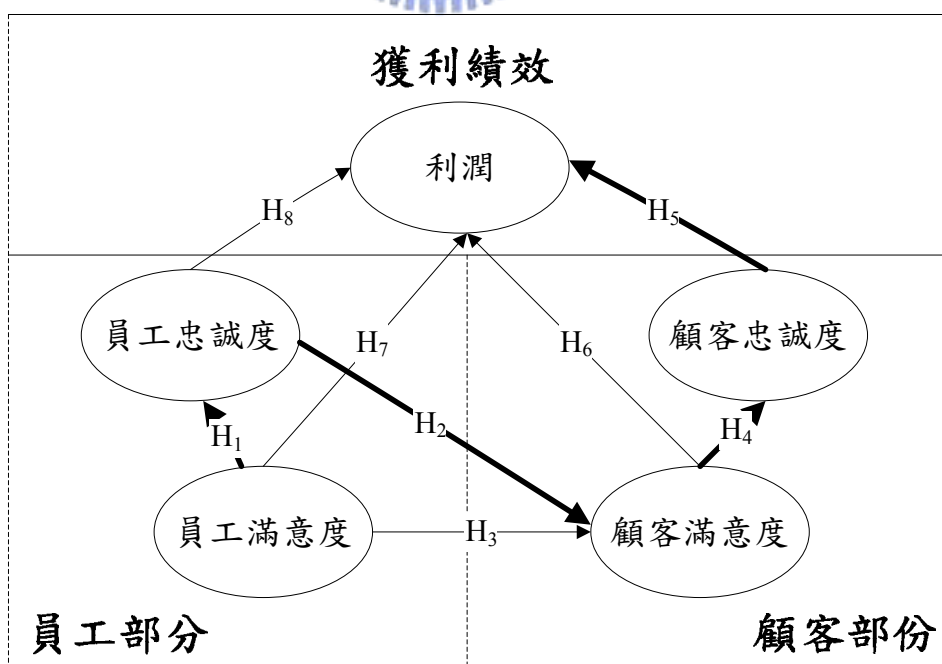 獲利績效
利潤
H8
H5
員工忠誠度
顧客忠誠度
H7
H6
H2
H1
H4
員工滿意度
H3
顧客滿意度
員工部分
顧客部份